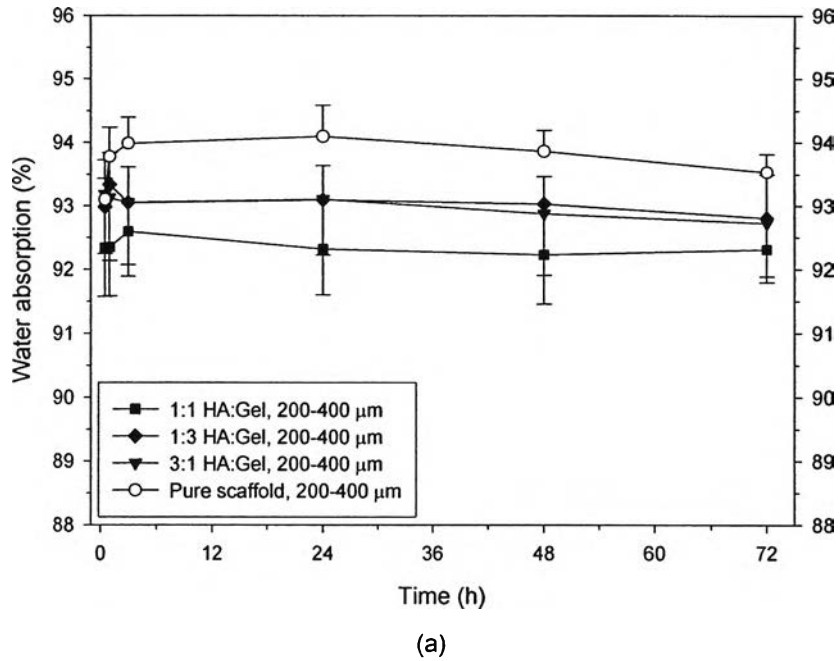 96
95
94
93
92
91
90
89
88
96
95
94
93
92
91
90
89
88
Water absorption (%)
1:1 HA:Gel, 200-400 μm
1:3 HA:Gel, 200-400 μm
3:1 HA:Gel, 200-400 μm
Pure scaffold, 200-400 μm
0 12 24 36 48 60 72
Time (h)
(a)